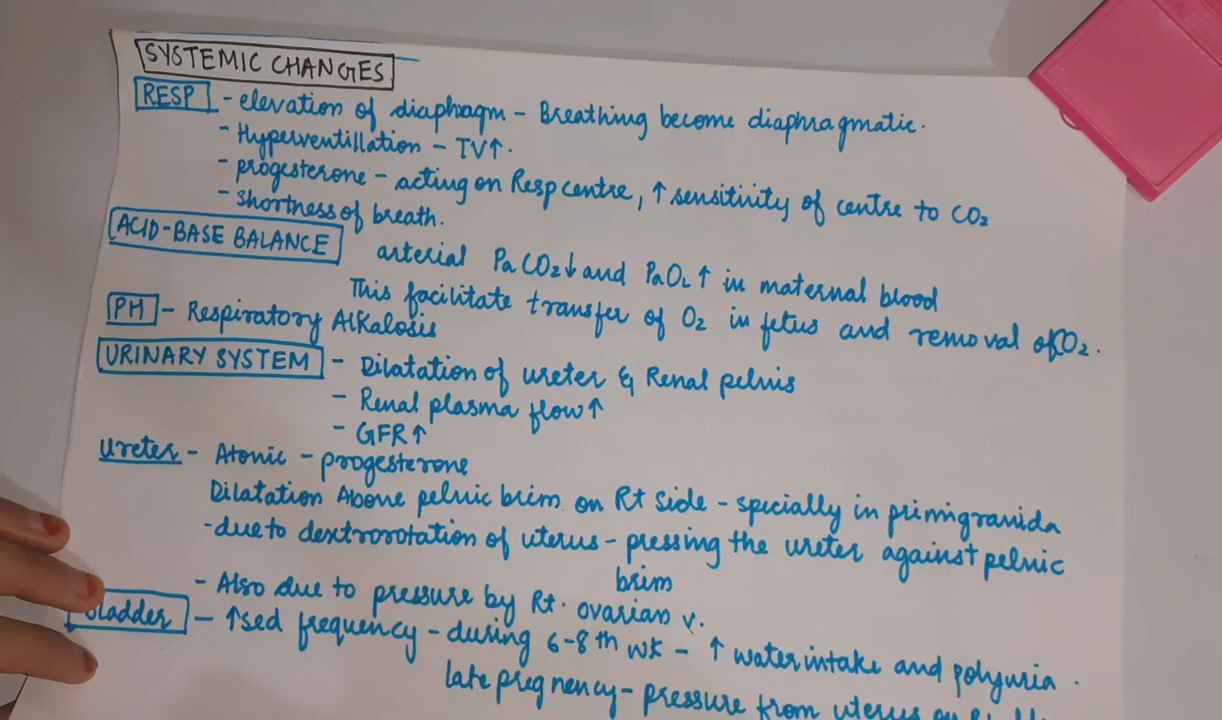 SYSTEMIC CHANGES
RESP - elevation of diaphagm - Breathing become diaphragmatic.
- Hyperventillation - TV↑.
- progesterone - acting on Resp centre, ↑ sensitivity of centre to CO2
- Shortness of breath.
ACID-BASE BALANCE arterial PaCO2↓ and PaO2↑ in maternal blood
This facilitate transfer of O2 in fetus and removal of CO2.
PH - Respiratory Alkalosis
URINARY SYSTEM - Dilatation of ureter & Renal pelvis
- Renal plasma flow↑
- GFR↑
Ureter - Atonic - progesterone
Dilatation Above pelvic brim on Rt side - specially in primigravida
- due to dextrorotation of uterus - pressing the ureter against pelvic
brim
- Also due to pressure by Rt. ovarian v.
Bladder - ↑sed frequency - during 6-8th wk - ↑ water intake and polyuria.
late pregnancy - pressure from uterus on